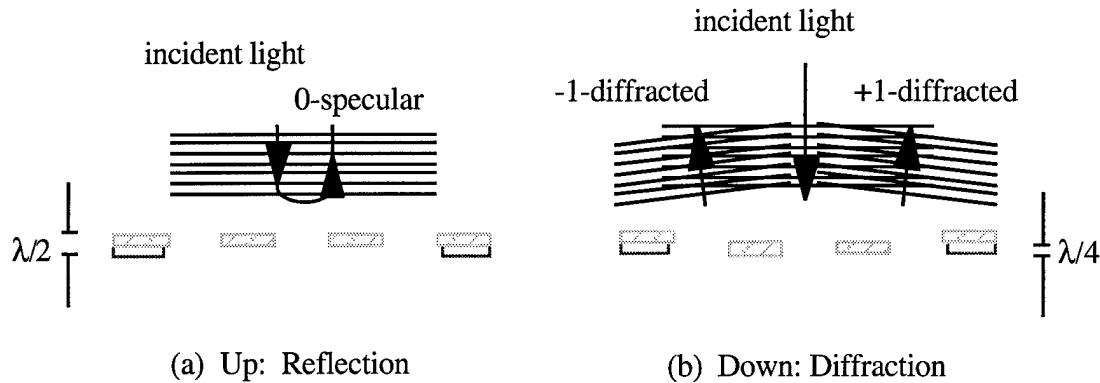 incident light
0-specular
λ/2
(a) Up: Reflection
incident light
-1-diffracted
+1-diffracted
λ/4
(b) Down: Diffraction